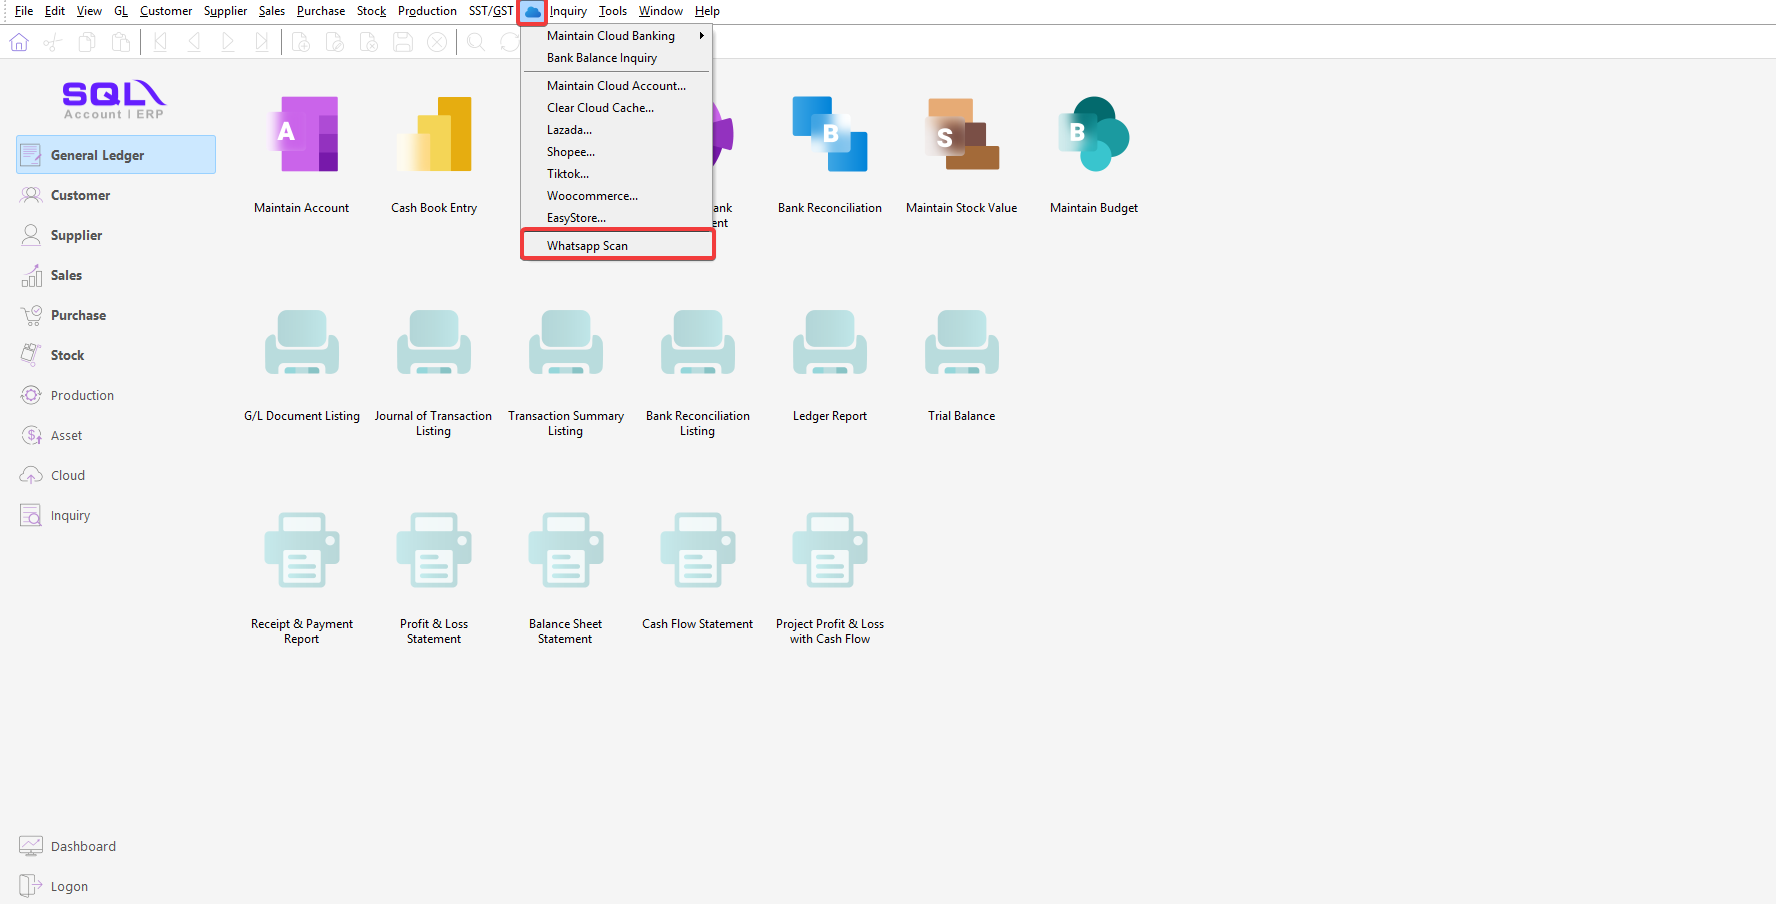 File Edit View GL Customer Supplier Sales Purchase Stock Production SST/GST Inquiry Tools Window Help
Maintain Cloud Banking
Bank Balance Inquiry
Maintain Cloud Account...
Clear Cloud Cache...
Lazada...
Shopee...
Tiktok...
Woocommerce...
EasyStore...
Whatsapp Scan
SQL
Account | ERP
General Ledger
Customer
Supplier
Sales
Purchase
Stock
Production
Asset
Cloud
Inquiry
Dashboard
Logon
A
B
S
B
Maintain Account
Cash Book Entry
ank
ent
Bank Reconciliation
Maintain Stock Value
Maintain Budget
G/L Document Listing
Journal of Transaction
Listing
Transaction Summary
Listing
Bank Reconciliation
Listing
Ledger Report
Trial Balance
Receipt & Payment
Report
Profit & Loss
Statement
Balance Sheet
Statement
Cash Flow Statement
Project Profit & Loss
with Cash Flow